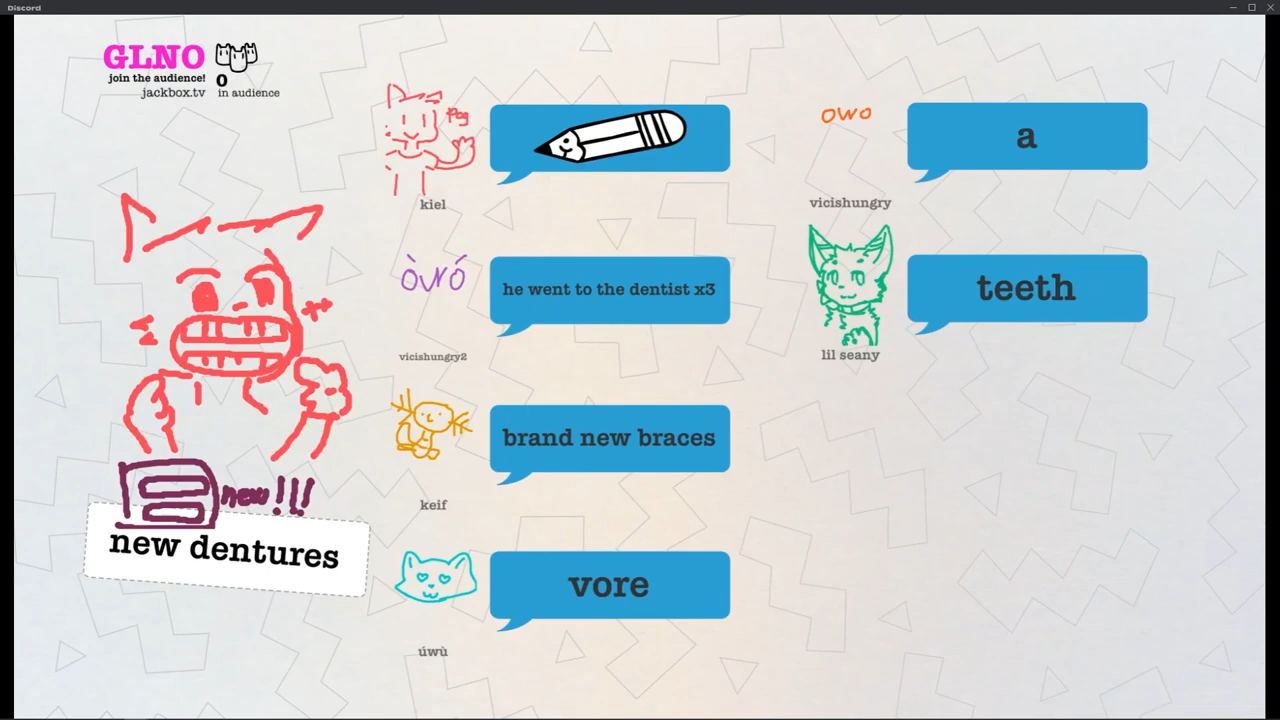 Discord
GLNO
join the audience!
jackbox.tv
0
in audience
pog
kiel
owo
vicishungry
a
òwó
vicishungry2
he went to the dentist x3
lil seany
teeth
keif
brand new braces
new!!!
new dentures
úwù
vore